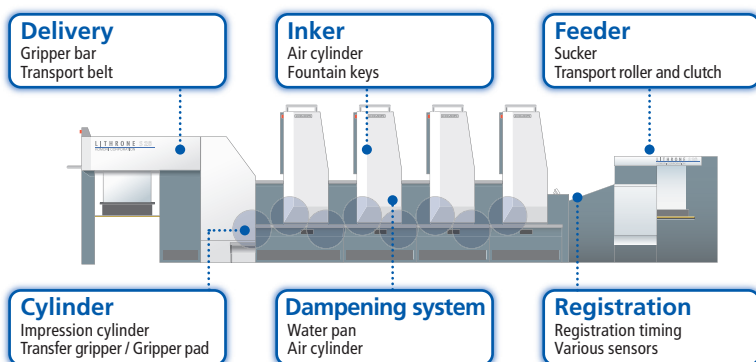 Delivery
Gripper bar
Transport belt
Inker
Air cylinder
Fountain keys
Feeder
Sucker
Transport roller and clutch
LITHRONE
LITHRONE
Cylinder
Impression cylinder
Transfer gripper / Gripper pad
Dampening system
Water pan
Air cylinder
Registration
Registration timing
Various sensors